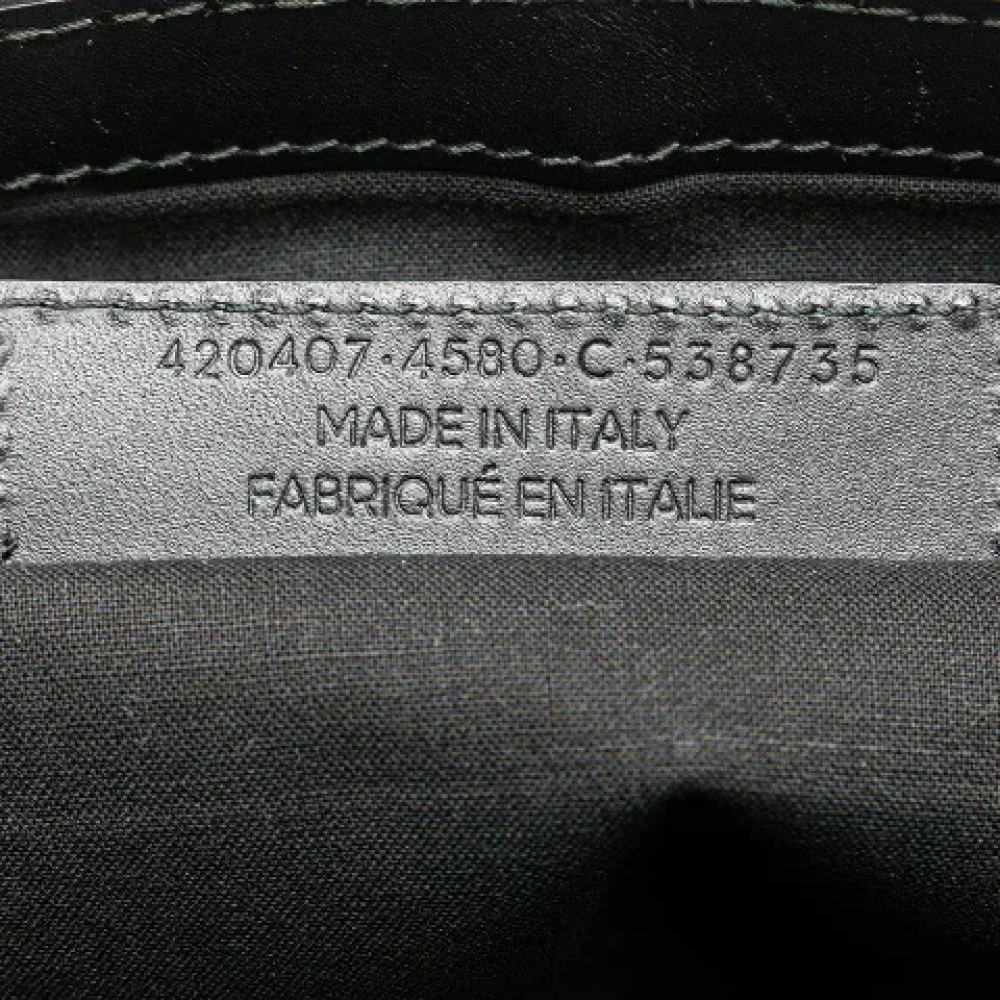 420407·4580·C·538735
MADE IN ITALY
FABRIQUÉ EN ITALIE